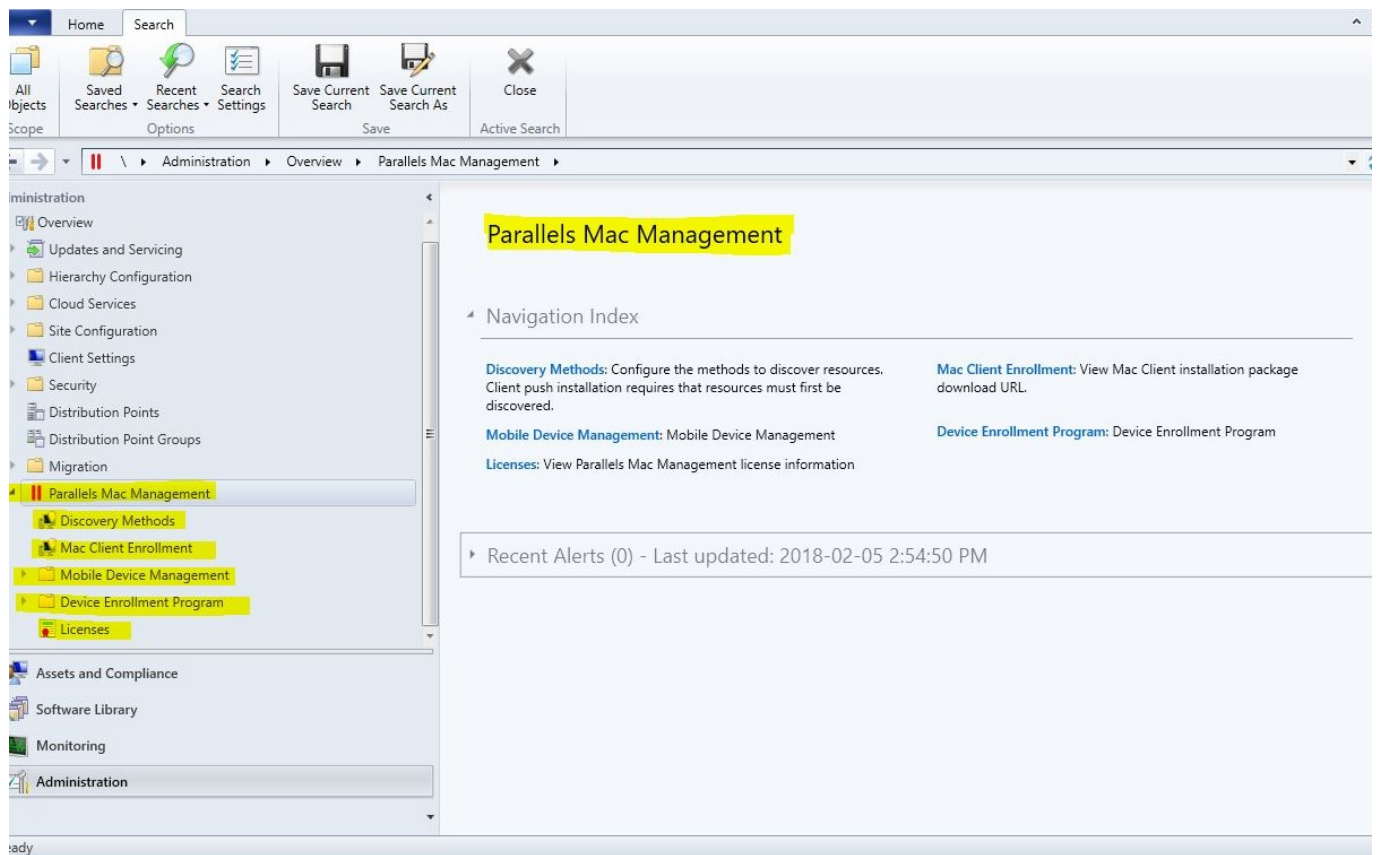 Home Search
All Saved Recent Search Save Current Save Current Close
Searches Searches Settings Search Search As
Options Save Active Search
\ Administration Overview Parallels Mac Management
Overview
Updates and Servicing
Hierarchy Configuration
Cloud Services
Site Configuration
Client Settings
Security
Distribution Points
Distribution Point Groups
Migration
Parallels Mac Management
Discovery Methods
Mac Client Enrollment
Mobile Device Management
Device Enrollment Program
Licenses
Assets and Compliance
Software Library
Monitoring
Administration
Parallels Mac Management
Navigation Index
Discovery Methods: Configure the methods to discover resources.
Client push installation requires that resources must first be
discovered.
Mobile Device Management: Mobile Device Management
Licenses: View Parallels Mac Management license information
Mac Client Enrollment: View Mac Client installation package
download URL.
Device Enrollment Program: Device Enrollment Program
Recent Alerts (0) - Last updated: 2018-02-05 2:54:50 PM